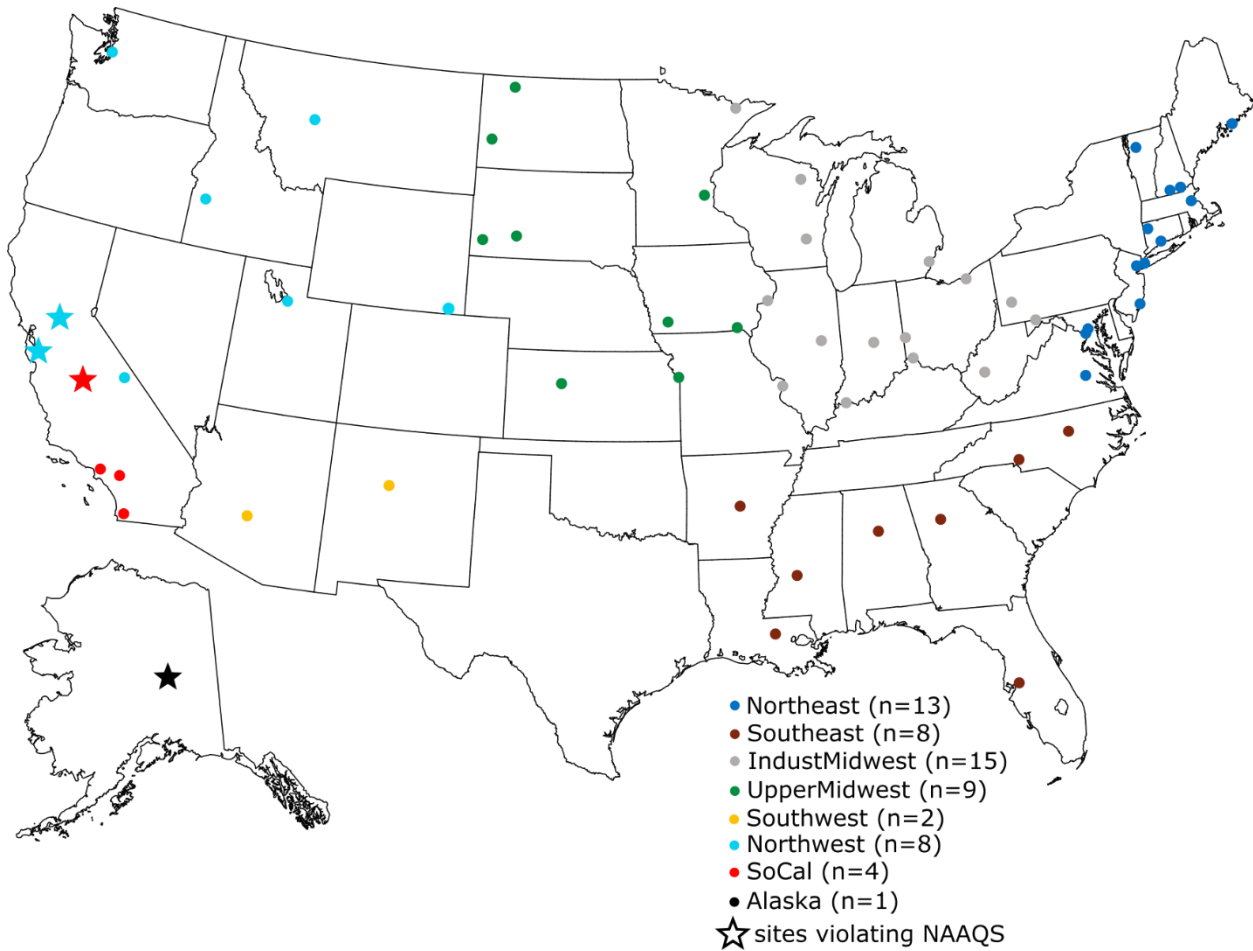 Northeast (n=13)
Southeast (n=8)
IndustMidwest (n=15)
UpperMidwest (n=9)
Southwest (n=2)
Northwest (n=8)
SoCal (n=4)
Alaska (n=1)
sites violating NAAQS